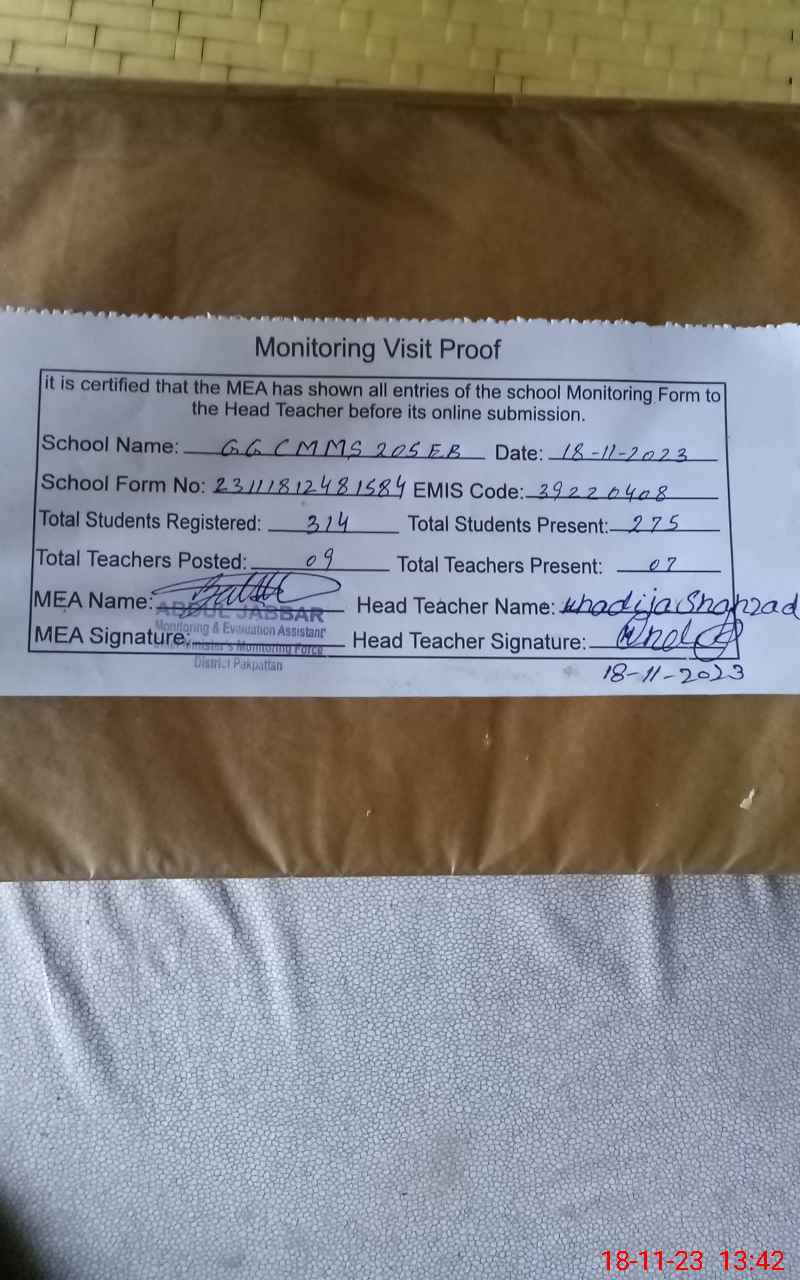 Monitoring Visit Proof
it is certified that the MEA has shown all entries of the school Monitoring Form to
the Head Teacher before its online submission.
School Name: GGCMMS 205 EB Date: 18-11-2023
School Form No: 23111812481584 EMIS Code: 39220408
Total Students Registered: 314 Total Students Present: 275
Total Teachers Posted: 09 Total Teachers Present: 07
MEA Name: Head Teacher Name: Khadija Shahzad
ABDUL JABBAR
Monitoring & Evaluation Assistant
MEA Signature: Head Teacher Signature:
Minister's Monitoring Force
District Pakpattan
18-11-2023
18-11-23 13:42